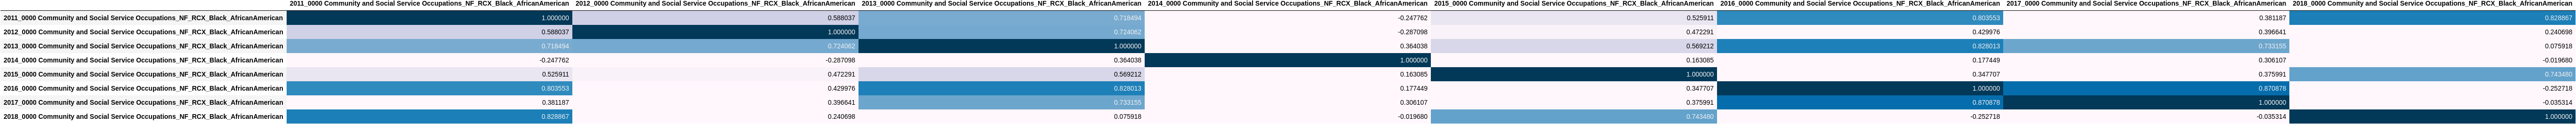 2011_0000 Community and Social Service Occupations_NF_RCX_Black_AfricanAmerican 2012_0000 Community and Social Service Occupations_NF_RCX_Black_AfricanAmerican 2013_0000 Community and Social Service Occupations_NF_RCX_Black_AfricanAmerican 2014_0000 Community and Social Service Occupations_NF_RCX_Black_AfricanAmerican 2015_0000 Community and Social Service Occupations_NF_RCX_Black_AfricanAmerican 2016_0000 Community and Social Service Occupations_NF_RCX_Black_AfricanAmerican 2017_0000 Community and Social Service Occupations_NF_RCX_Black_AfricanAmerican 2018_0000 Community and Social Service Occupations_NF_RCX_Black_AfricanAmerican
2011_0000 Community and Social Service Occupations_NF_RCX_Black_AfricanAmerican 1.000000 0.588037 0.718494 -0.247762 0.525911 0.803553 0.381187 0.828867
2012_0000 Community and Social Service Occupations_NF_RCX_Black_AfricanAmerican 0.588037 1.000000 0.724062 -0.287098 0.472291 0.429976 0.396641 0.240698
2013_0000 Community and Social Service Occupations_NF_RCX_Black_AfricanAmerican 0.718494 0.724062 1.000000 0.364038 0.569212 0.828013 0.733155 0.075918
2014_0000 Community and Social Service Occupations_NF_RCX_Black_AfricanAmerican -0.247762 -0.287098 0.364038 1.000000 0.163085 0.177449 0.306107 -0.019680
2015_0000 Community and Social Service Occupations_NF_RCX_Black_AfricanAmerican 0.525911 0.472291 0.569212 0.163085 1.000000 0.347707 0.375991 0.743480
2016_0000 Community and Social Service Occupations_NF_RCX_Black_AfricanAmerican 0.803553 0.429976 0.828013 0.177449 0.347707 1.000000 0.870878 -0.252718
2017_0000 Community and Social Service Occupations_NF_RCX_Black_AfricanAmerican 0.381187 0.396641 0.733155 0.306107 0.375991 0.870878 1.000000 -0.035314
2018_0000 Community and Social Service Occupations_NF_RCX_Black_AfricanAmerican 0.828867 0.240698 0.075918 -0.019680 0.743480 -0.252718 -0.035314 1.000000